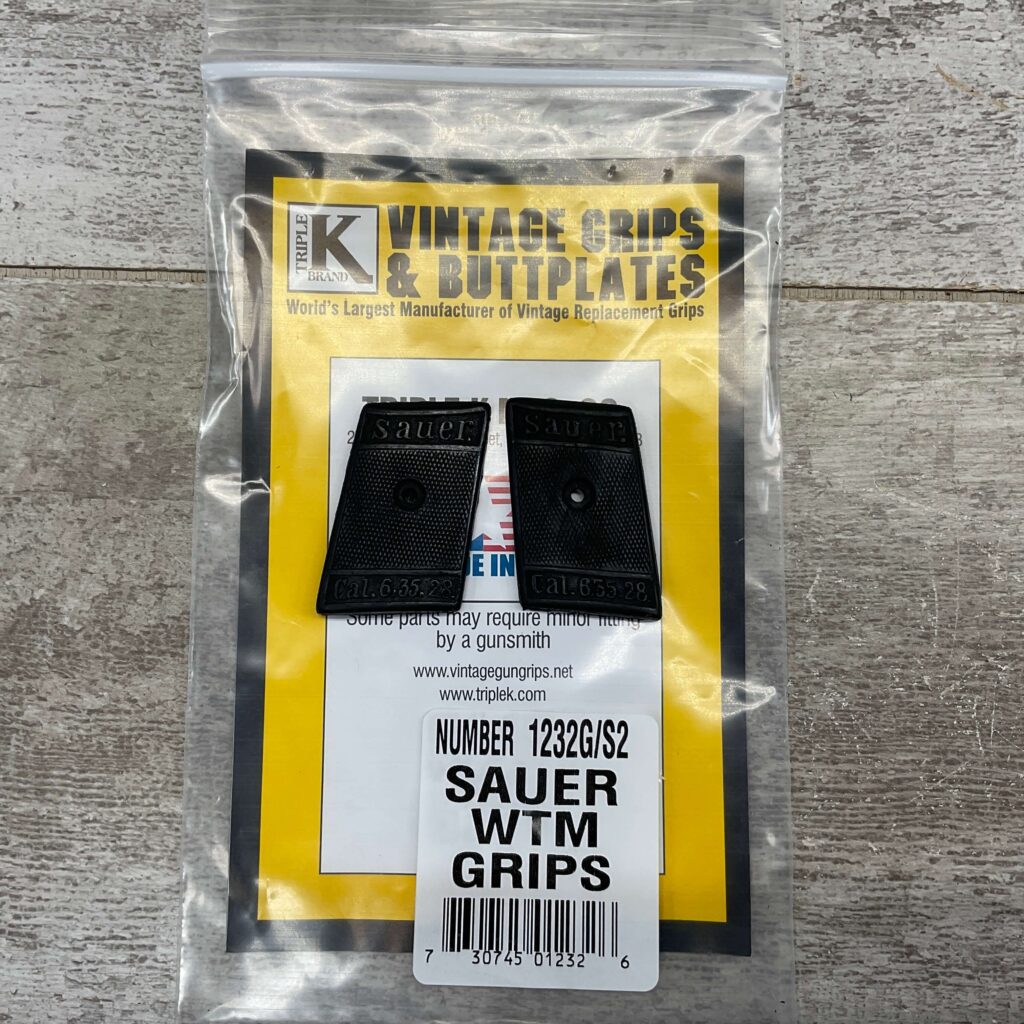 TRIPLE
K
BRAND
VINTAGE GRIPS
& BUTTPLATES
World's Largest Manufacturer of Vintage Replacement Grips
TRIPLE K
sauer.
sauer.
Cal.6·35·28
Cal.6·35·28
Some parts may require minor fitting
by a gunsmith
www.vintagegungrips.net
www.triplek.com
NUMBER 1232G/S2
SAUER
WTM
GRIPS
7 30745 01232 6